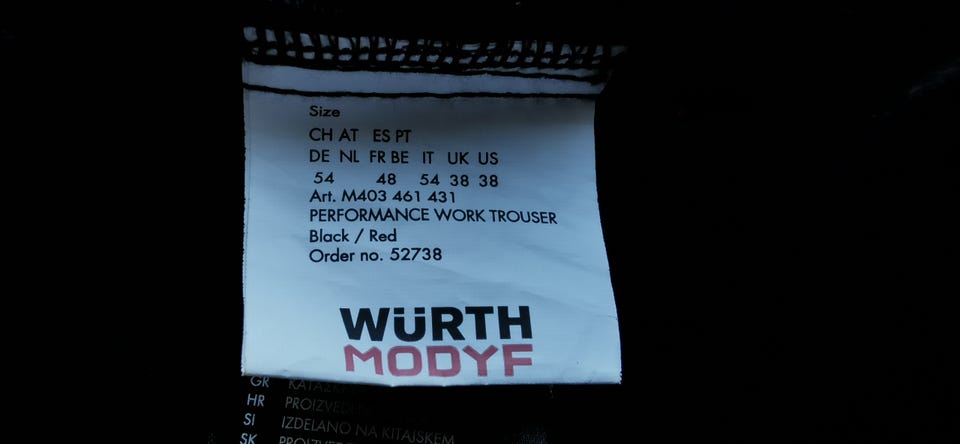 Size
CH AT ES PT
DE NL FR BE IT UK US
54 48 54 38 38
Art. M403 461 431
PERFORMANCE WORK TROUSER
Black / Red
Order no. 52738
WÜRTH
MODYF
GR
HR PROIZVEDENO
SI IZDELANO NA KITAJSKEM
SK